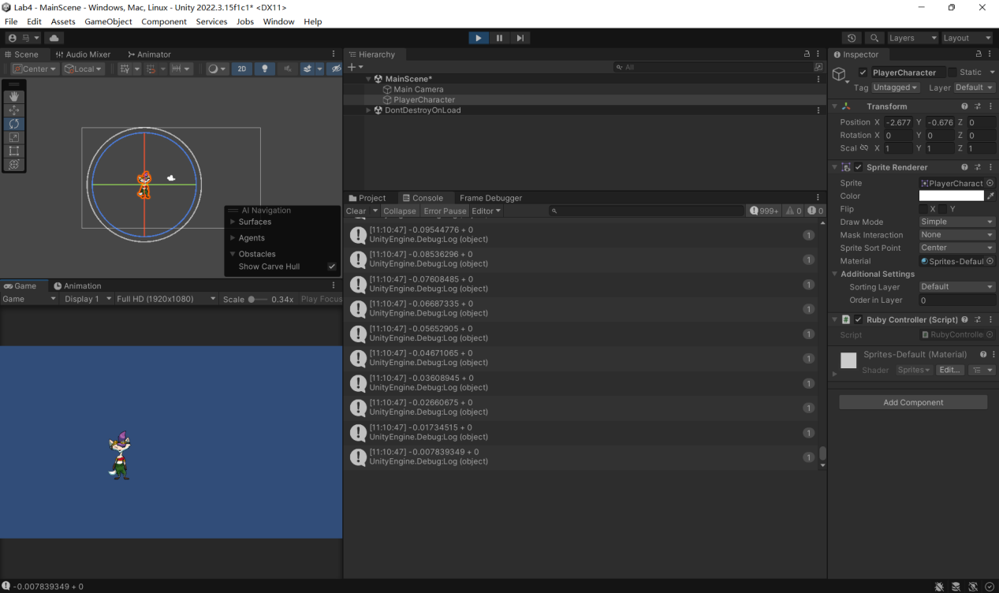 Lab4 - MainScene - Windows, Mac, Linux - Unity 2022.3.15f1c1* <DX11>
File Edit Assets GameObject Component Services Jobs Window Help
马
Layers Layout
Scene Audio Mixer Animator
Center Local 2D
AI Navigation
Surfaces
Agents
Obstacles
Show Carve Hull
Game Animation
Game Display 1 Full HD (1920x1080) Scale 0.34x Play Focus
Hierarchy
All
MainScene*
Main Camera
PlayerCharacter
DontDestroyOnLoad
Project Console Frame Debugger
Clear Collapse Error Pause Editor 999+ 0 0
[11:10:47] -0.09544776 + 0
UnityEngine.Debug:Log (object)
1
[11:10:47] -0.08536296 + 0
UnityEngine.Debug:Log (object)
1
[11:10:47] -0.07608485 + 0
UnityEngine.Debug:Log (object)
1
[11:10:47] -0.06687335 + 0
UnityEngine.Debug:Log (object)
1
[11:10:47] -0.05652905 + 0
UnityEngine.Debug:Log (object)
1
[11:10:47] -0.04671065 + 0
UnityEngine.Debug:Log (object)
1
[11:10:47] -0.03608945 + 0
UnityEngine.Debug:Log (object)
1
[11:10:47] -0.02660675 + 0
UnityEngine.Debug:Log (object)
1
[11:10:47] -0.01734515 + 0
UnityEngine.Debug:Log (object)
1
[11:10:47] -0.007839349 + 0
UnityEngine.Debug:Log (object)
1
Inspector
PlayerCharacter Static
Tag Untagged Layer Default
Transform
Position X -2.677 Y -0.676 Z 0
Rotation X 0 Y 0 Z 0
Scal X 1 Y 1 Z 1
Sprite Renderer
Sprite PlayerCharact
Color
Flip X Y
Draw Mode Simple
Mask Interaction None
Sprite Sort Point Center
Material Sprites-Defaul
Additional Settings
Sorting Layer Default
Order in Layer 0
Ruby Controller (Script)
Script RubyControlle
Sprites-Default (Material)
Shader Sprites Edit...
Add Component
-0.007839349 + 0